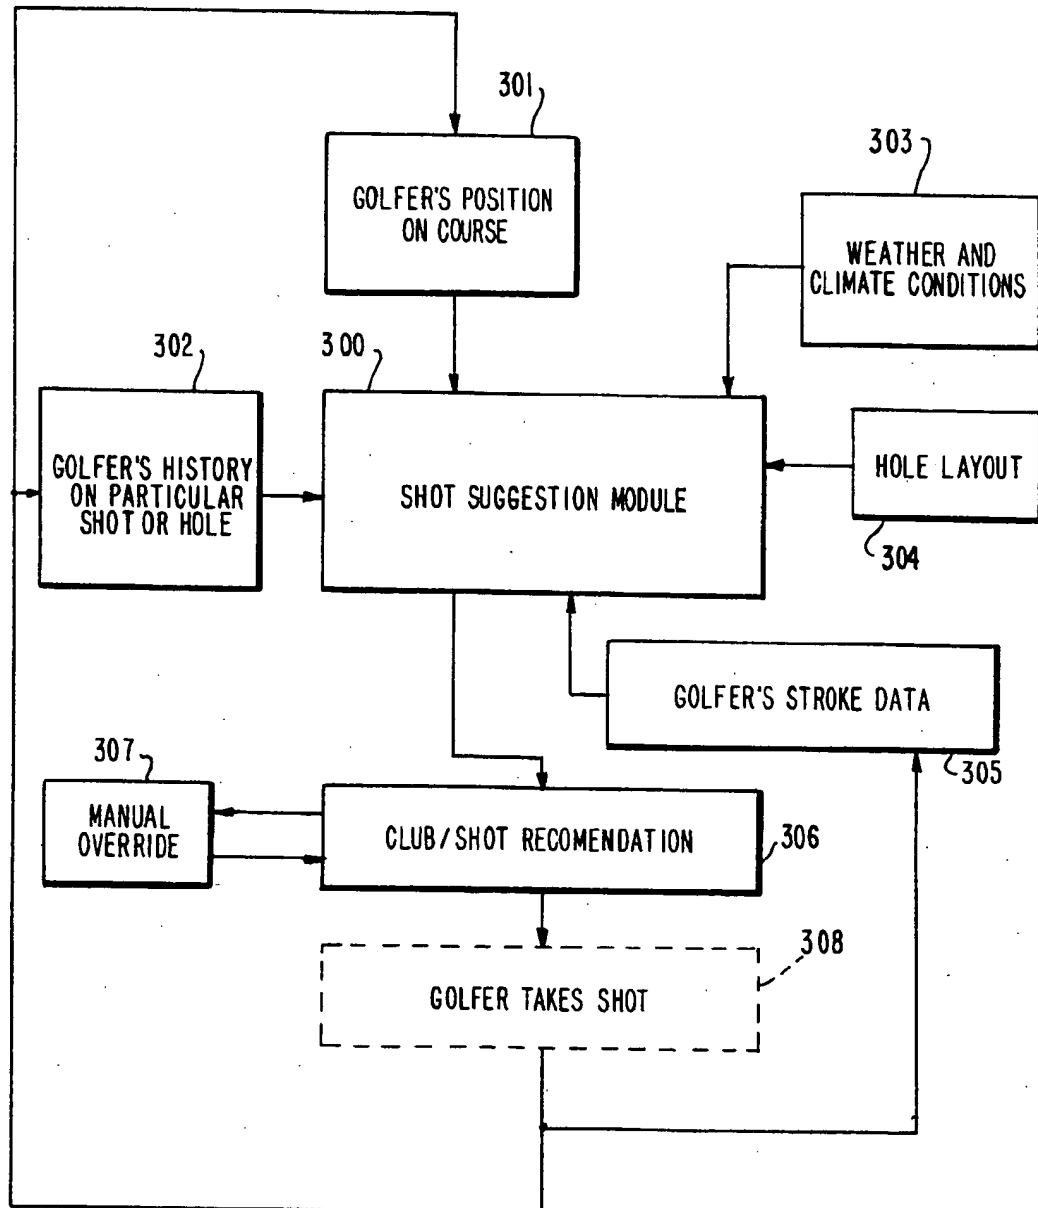 301
GOLFER'S POSITION
ON COURSE
303
WEATHER AND
CLIMATE CONDITIONS
302
GOLFER'S HISTORY
ON PARTICULAR
SHOT OR HOLE
300
SHOT SUGGESTION MODULE
HOLE LAYOUT
304
GOLFER'S STROKE DATA
305
307
MANUAL
OVERRIDE
CLUB/SHOT RECOMENDATION
306
308
GOLFER TAKES SHOT